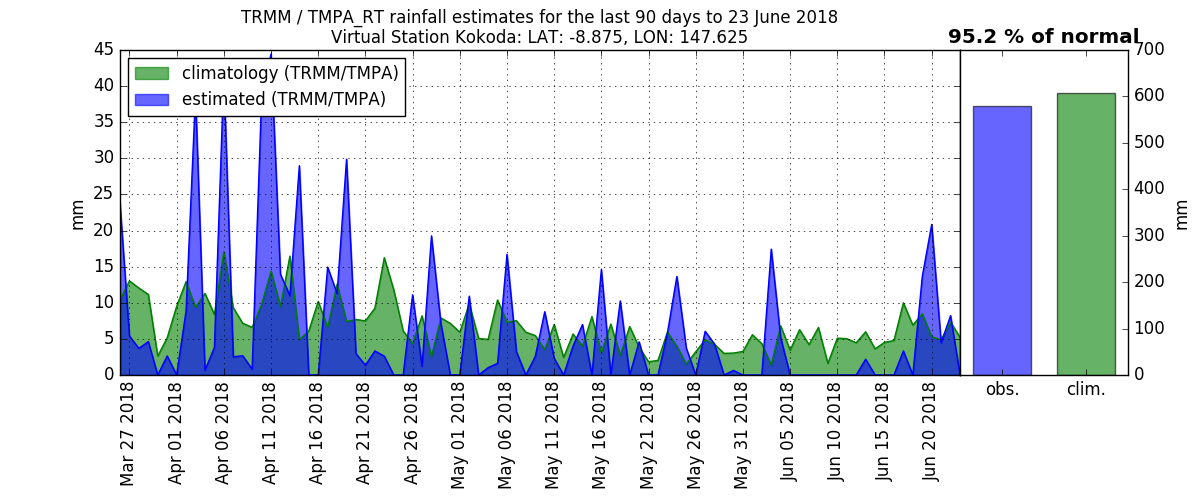 TRMM / TMPA_RT rainfall estimates for the last 90 days to 23 June 2018
Virtual Station Kokoda: LAT: -8.875, LON: 147.625
95.2 % of normal
climatology (TRMM/TMPA)
estimated (TRMM/TMPA)
mm
45
40
35
30
25
20
15
10
5
0
Mar 27 2018
Apr 01 2018
Apr 06 2018
Apr 11 2018
Apr 16 2018
Apr 21 2018
Apr 26 2018
May 01 2018
May 06 2018
May 11 2018
May 16 2018
May 21 2018
May 26 2018
May 31 2018
Jun 05 2018
Jun 10 2018
Jun 15 2018
Jun 20 2018
obs.
clim.
700
600
500
400
300
200
100
0
mm